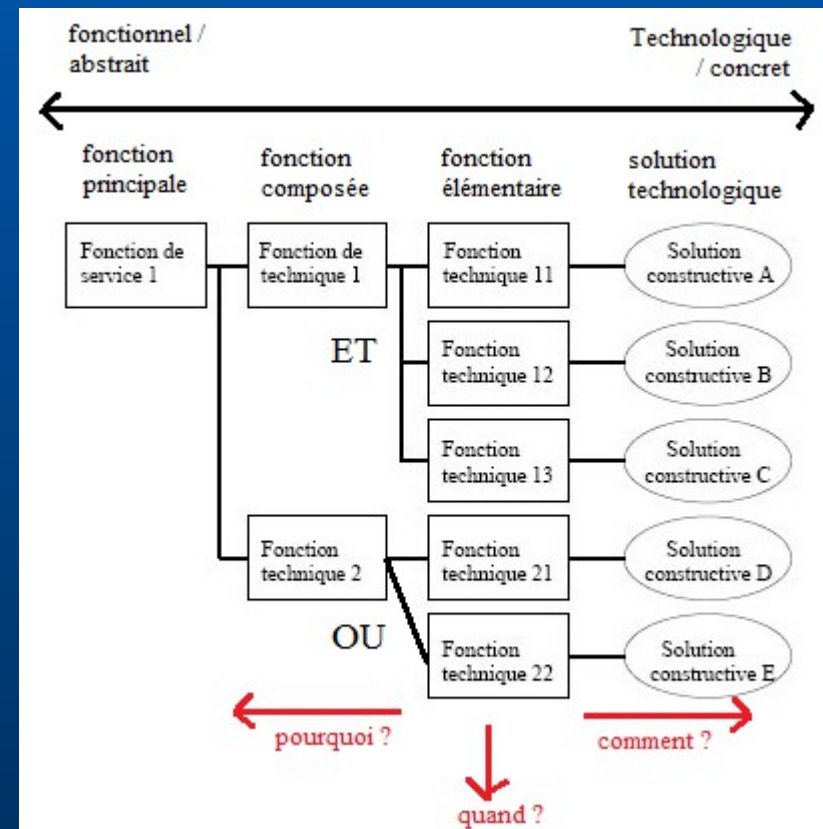 fonctionnel /
abstrait
Technologique
/ concret
fonction
principale
fonction
composée
fonction
élémentaire
solution
technologique
Fonction de
service 1
Fonction de
technique 1
Fonction
technique 11
Solution
constructive A
ET
Fonction
technique 12
Solution
constructive B
Fonction
technique 13
Solution
constructive C
Fonction
technique 2
Fonction
technique 21
Solution
constructive D
OU
Fonction
technique 22
Solution
constructive E
pourquoi ?
comment ?
quand ?